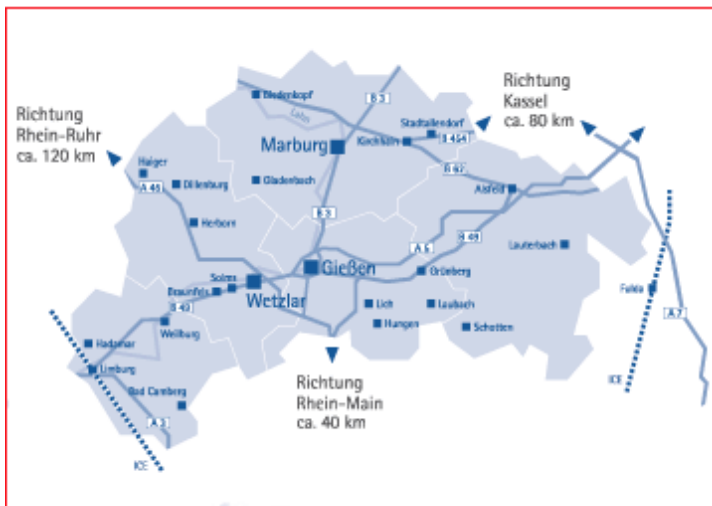 Richtung
Rhein-Ruhr
ca. 120 km
Richtung
Kassel
ca. 80 km
Biedenkopf
Lahn
B 3
Stadtallendorf
B 454
Marburg
Kirchhain
B 62
Haiger
A 45
Dillenburg
Gladenbach
Alsfeld
Herborn
B 3
A 5
B 49
Lauterbach
Gießen
Grünberg
Solms
Braunfels
Wetzlar
Fulda
B 49
Lich
Laubach
A 7
Weilburg
Hungen
Schotten
Hadamar
Limburg
Richtung
Rhein-Main
ca. 40 km
Bad Camberg
ICE
A 3
ICE